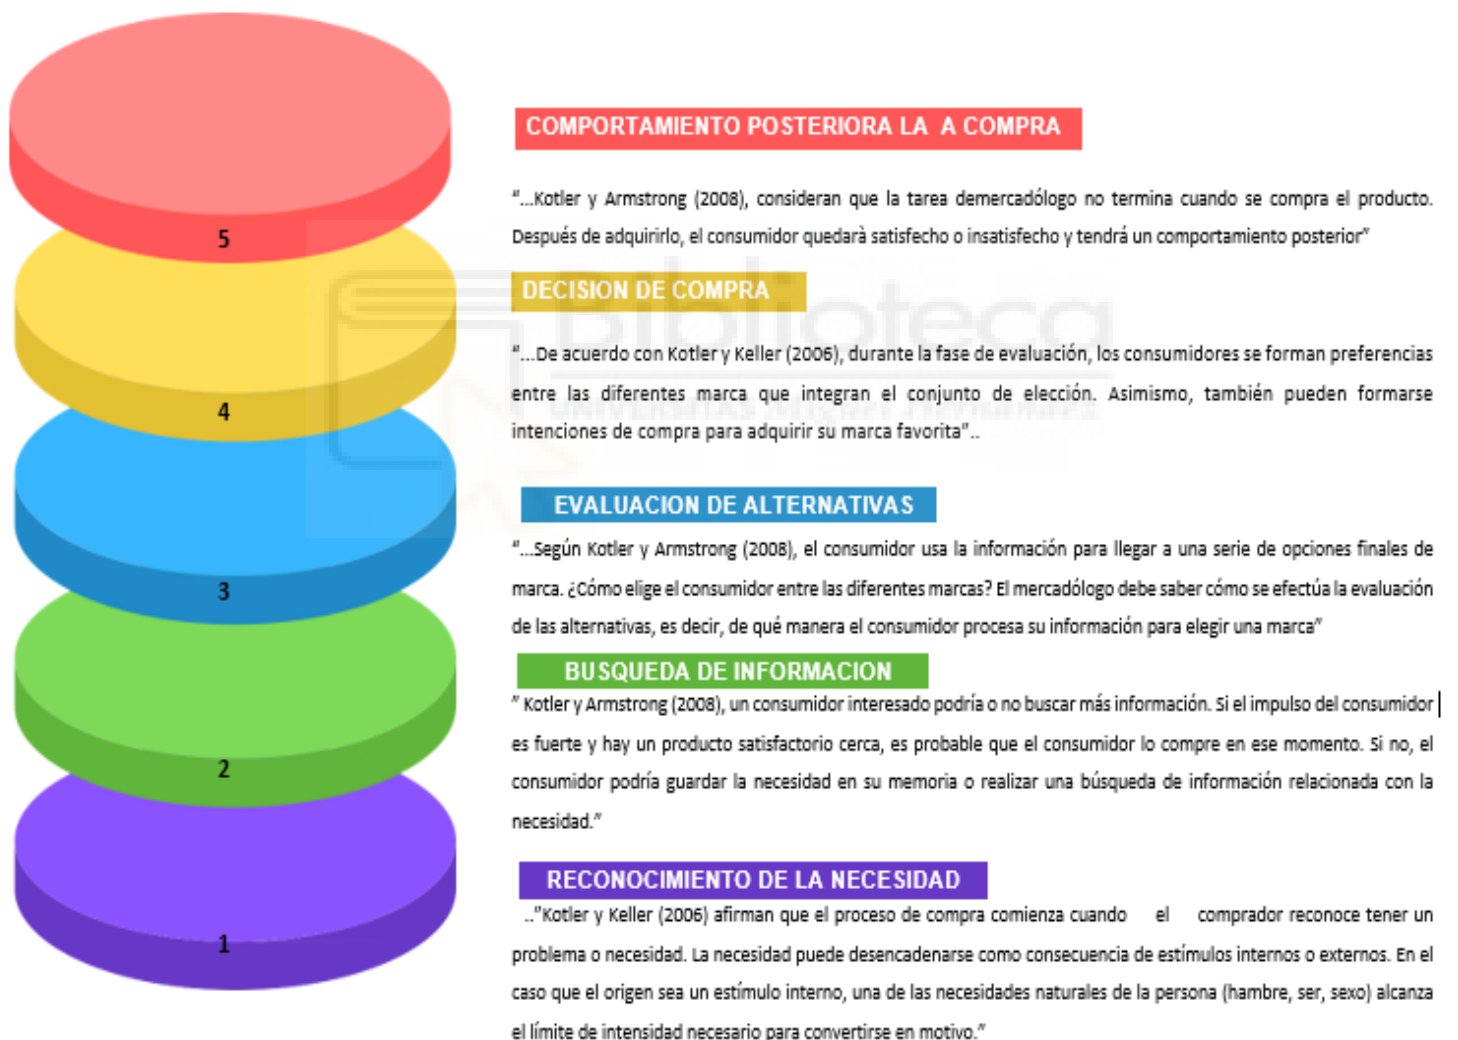 COMPORTAMIENTO POSTERIORA LA A COMPRA
"...Kotler y Armstrong (2008), consideran que la tarea demercadólogo no termina cuando se compra el producto.
Después de adquirirlo, el consumidor quedarà satisfecho o insatisfecho y tendrá un comportamiento posterior"
5
DECISION DE COMPRA
Biblioteca
"...De acuerdo con Kotler y Keller (2006), durante la fase de evaluación, los consumidores se forman preferencias
entre las diferentes marca que integran el conjunto de elección. Asimismo, también pueden formarse
UNIVERSITAS Miguel Hernández
intenciones de compra para adquirir su marca favorita"..
4
EVALUACION DE ALTERNATIVAS
"...Según Kotler y Armstrong (2008), el consumidor usa la información para llegar a una serie de opciones finales de
marca. ¿Cómo elige el consumidor entre las diferentes marcas? El mercadólogo debe saber cómo se efectúa la evaluación
de las alternativas, es decir, de qué manera el consumidor procesa su información para elegir una marca"
3
BUSQUEDA DE INFORMACION
" Kotler y Armstrong (2008), un consumidor interesado podría o no buscar más información. Si el impulso del consumidor
es fuerte y hay un producto satisfactorio cerca, es probable que el consumidor lo compre en ese momento. Si no, el
consumidor podría guardar la necesidad en su memoria o realizar una búsqueda de información relacionada con la
necesidad."
2
RECONOCIMIENTO DE LA NECESIDAD
.."Kotler y Keller (2006) afirman que el proceso de compra comienza cuando el comprador reconoce tener un
problema o necesidad. La necesidad puede desencadenarse como consecuencia de estímulos internos o externos. En el
caso que el origen sea un estímulo interno, una de las necesidades naturales de la persona (hambre, ser, sexo) alcanza
el límite de intensidad necesario para convertirse en motivo."
1